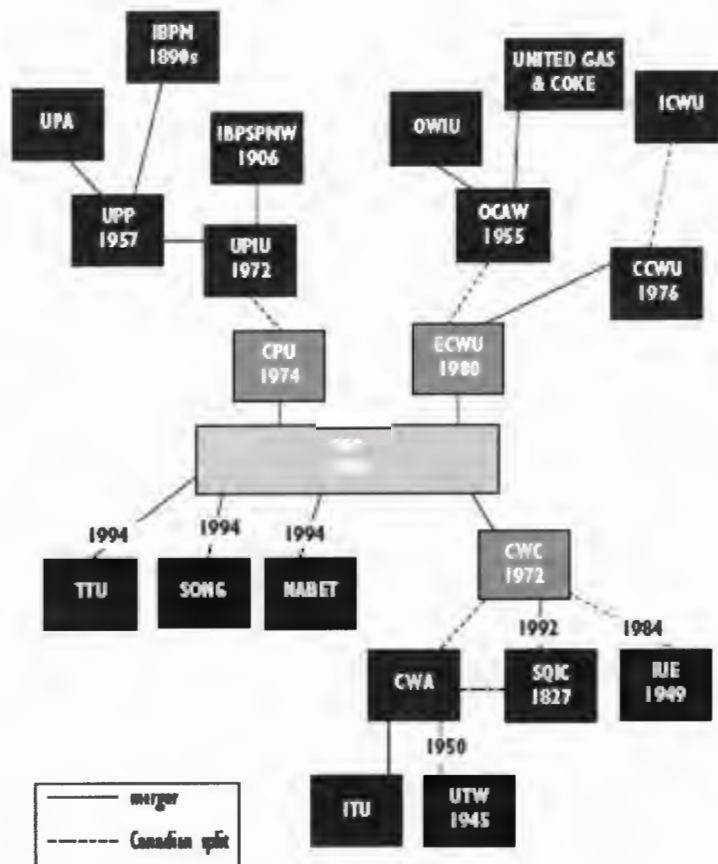 IBPM
1890s
UNITED GAS
& COKE
ICWU
UPA
OWIU
IBPSPMW
1906
UPP
1957
UPIU
1972
OCAW
1955
CCWU
1976
CPU
1974
ECWU
1980
1994
1994
1994
TTU
SONG
NABET
CWC
1972
1992
1984
CWA
SQIC
1827
IUE
1949
1950
ITU
UTW
1945
merger
Canadian split